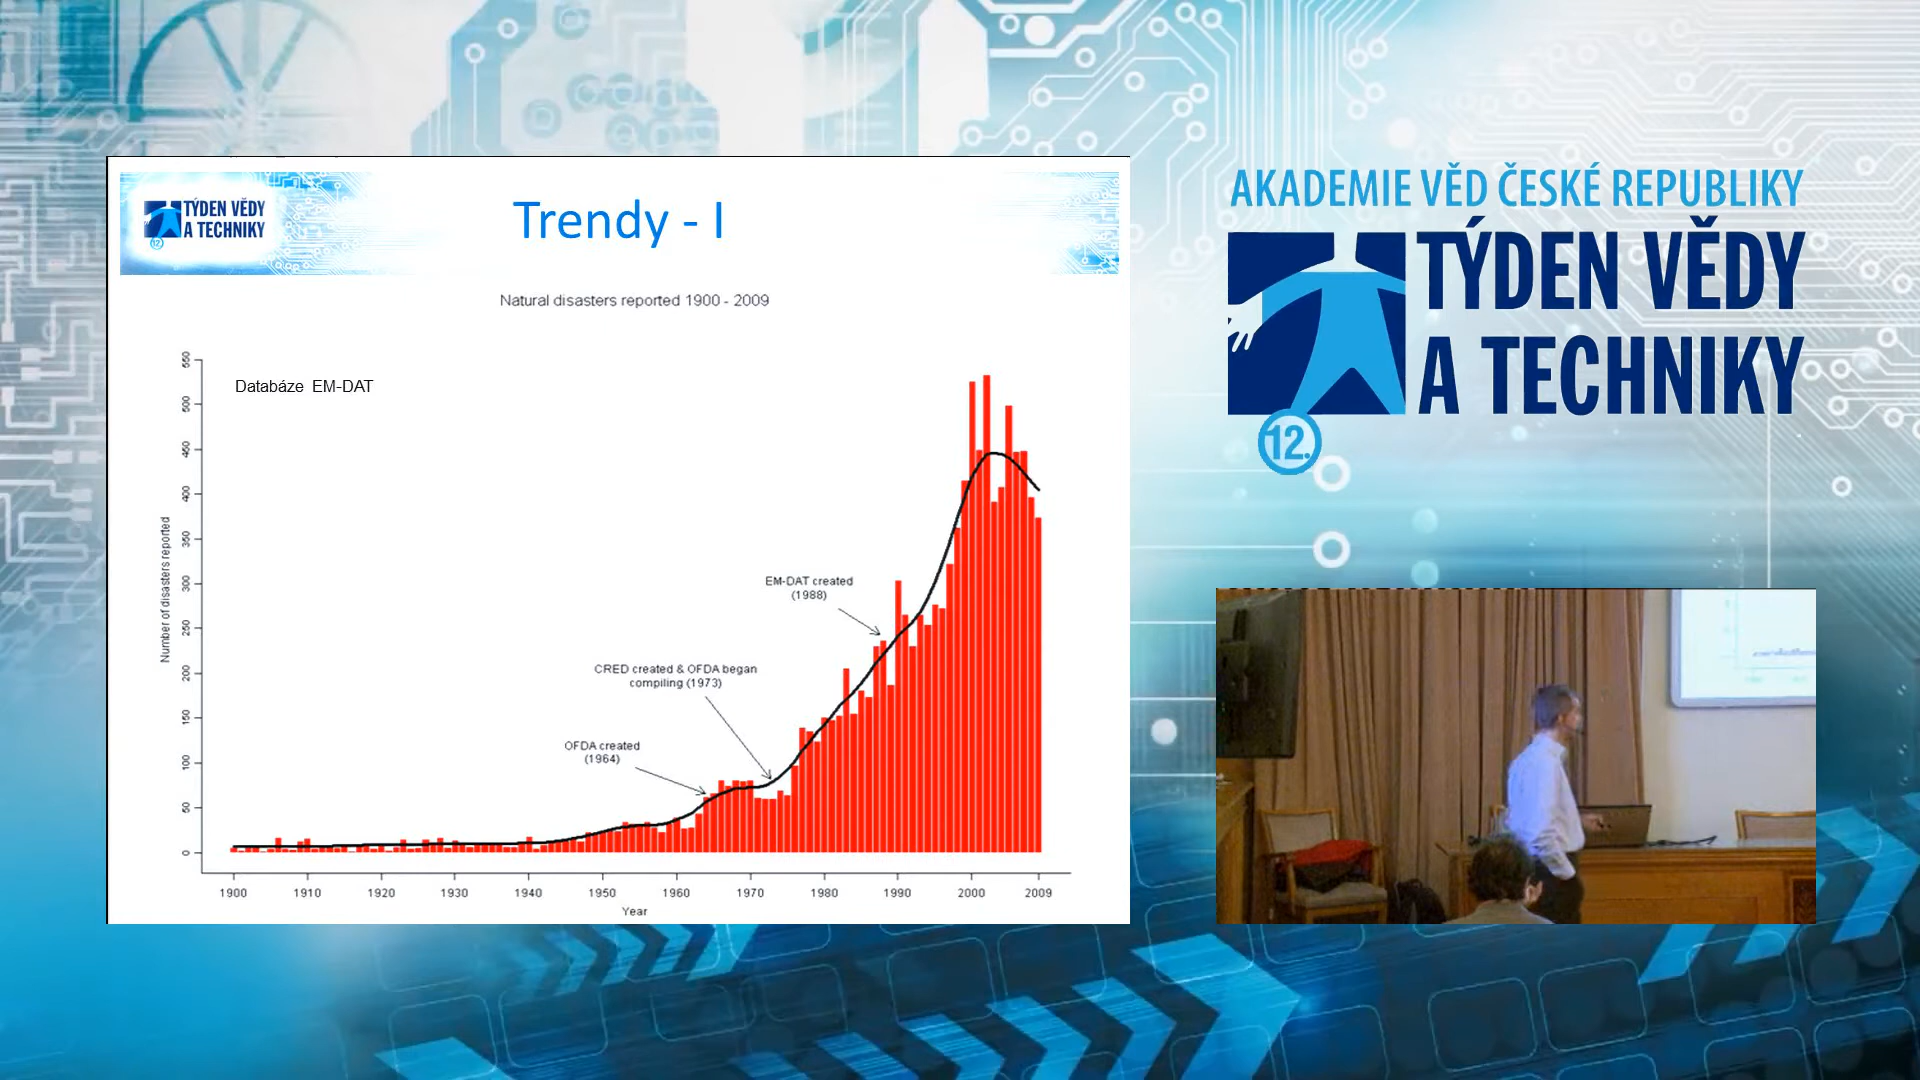 TÝDEN VĚDY
A TECHNIKY
12.
Trendy - I
Natural disasters reported 1900 - 2009
Databáze EM-DAT
Number of disasters reported
550
500
450
400
350
300
250
200
150
100
50
0
EM-DAT created
(1988)
CRED created & OFDA began
compiling (1973)
OFDA created
(1964)
1900 1910 1920 1930 1940 1950 1960 1970 1980 1990 2000 2009
Year
AKADEMIE VĚD ČESKÉ REPUBLIKY
TÝDEN VĚDY
A TECHNIKY
12.